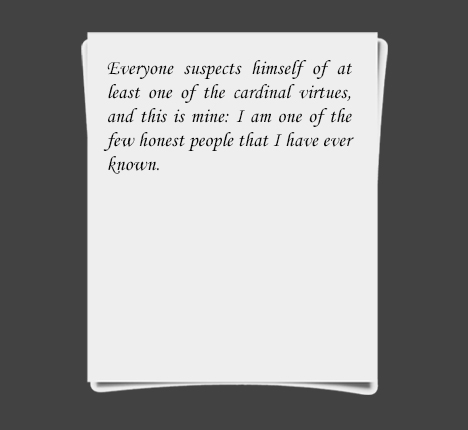 Everyone suspects himself of at
least one of the cardinal virtues,
and this is mine: I am one of the
few honest people that I have ever
known.